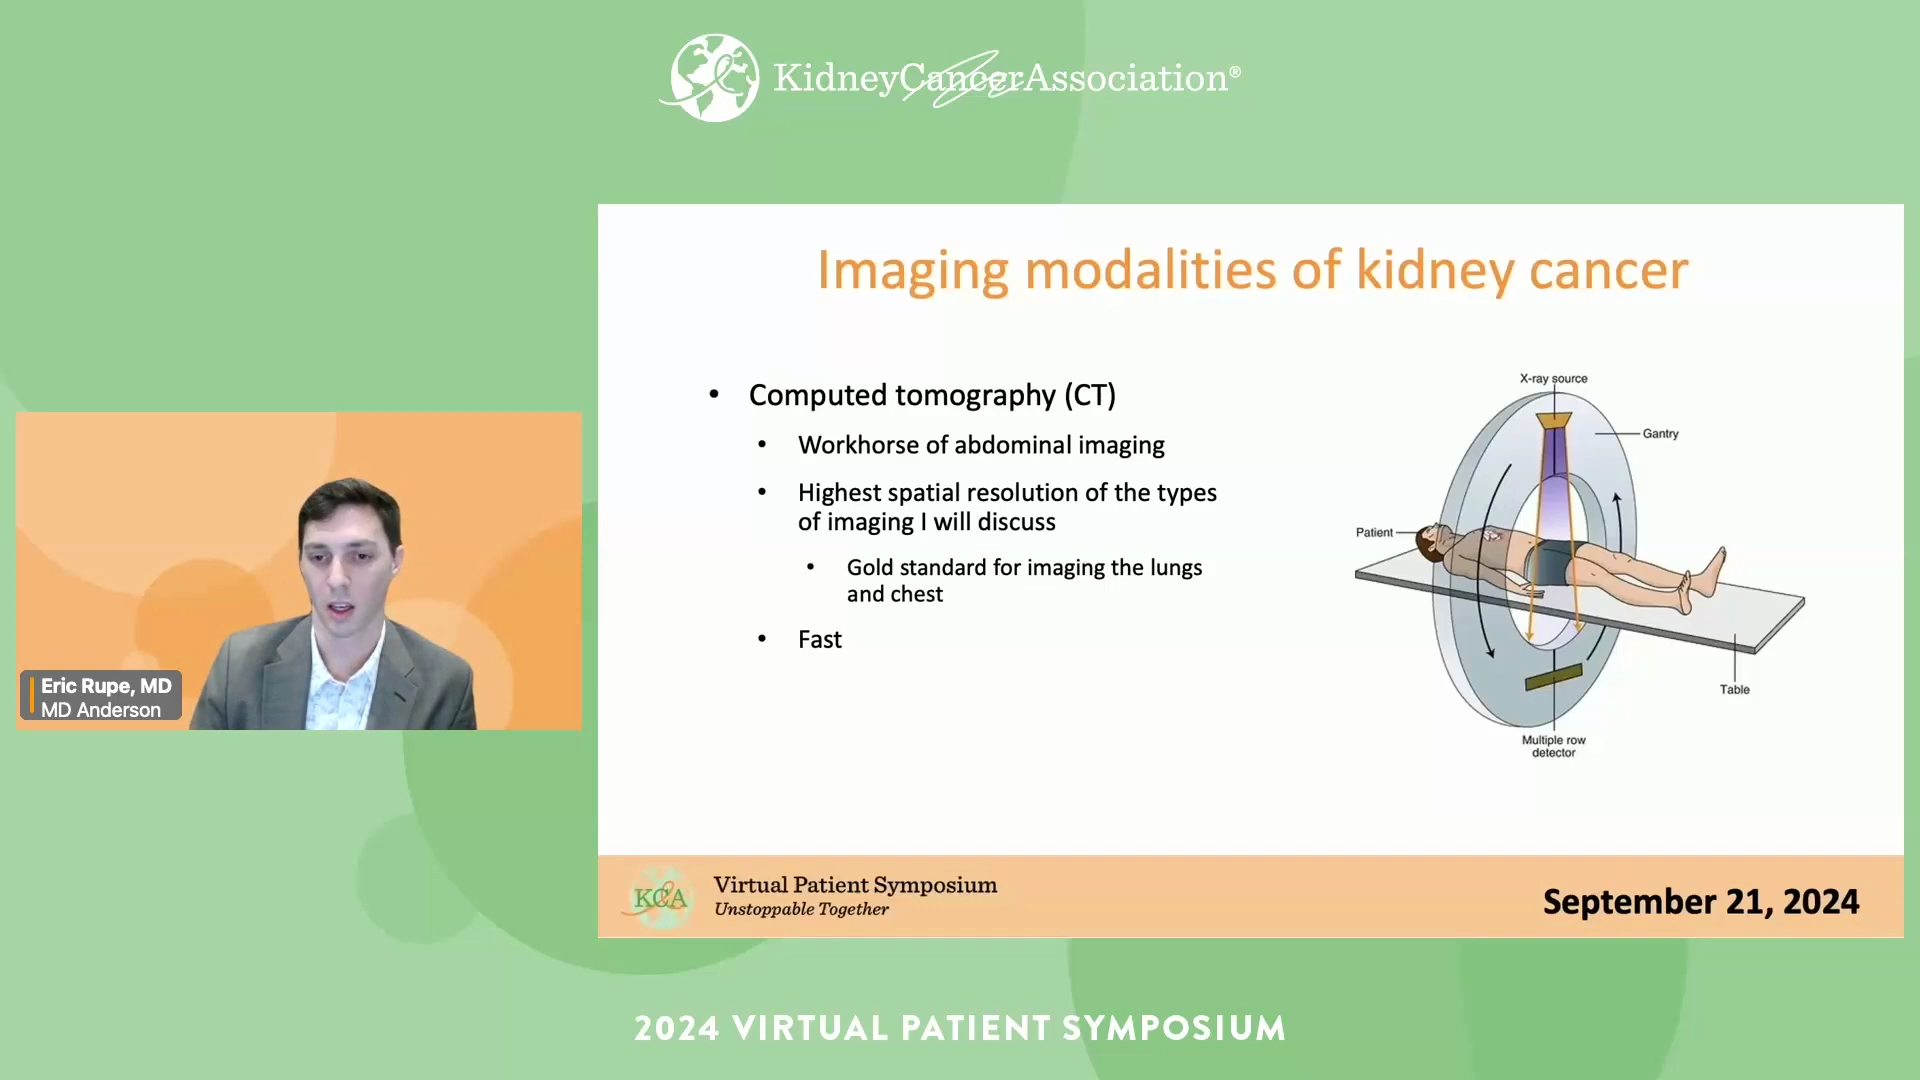 KidneyCancerAssociation®
Imaging modalities of kidney cancer
• Computed tomography (CT)
• Workhorse of abdominal imaging
• Highest spatial resolution of the types
of imaging I will discuss
• Gold standard for imaging the lungs
and chest
• Fast
X-ray source
Gantry
Patient
Table
Multiple row
detector
Eric Rupe, MD
MD Anderson
KCA
Virtual Patient Symposium
Unstoppable Together
September 21, 2024
2024 VIRTUAL PATIENT SYMPOSIUM